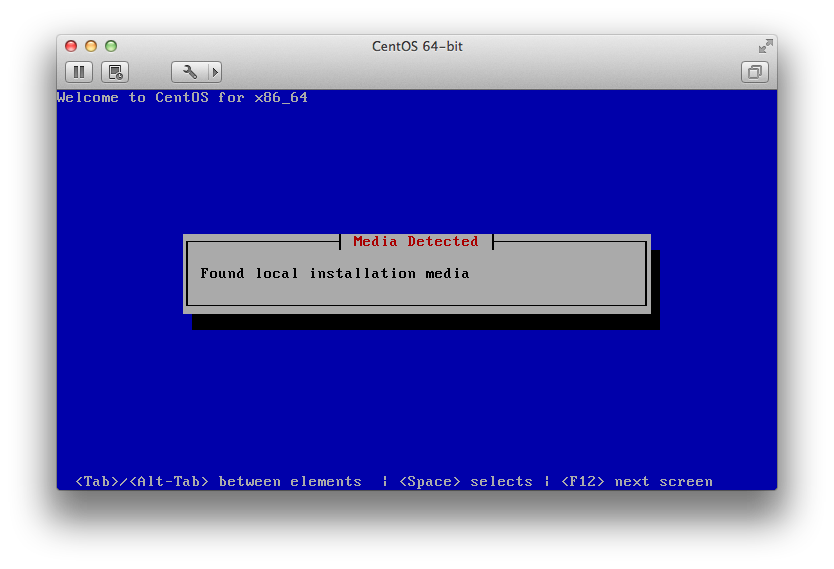 CentOS 64-bit
Welcome to CentOS for x86_64
Media Detected
Found local installation media
<Tab>/<Alt-Tab> between elements  | <Space> selects | <F12> next screen